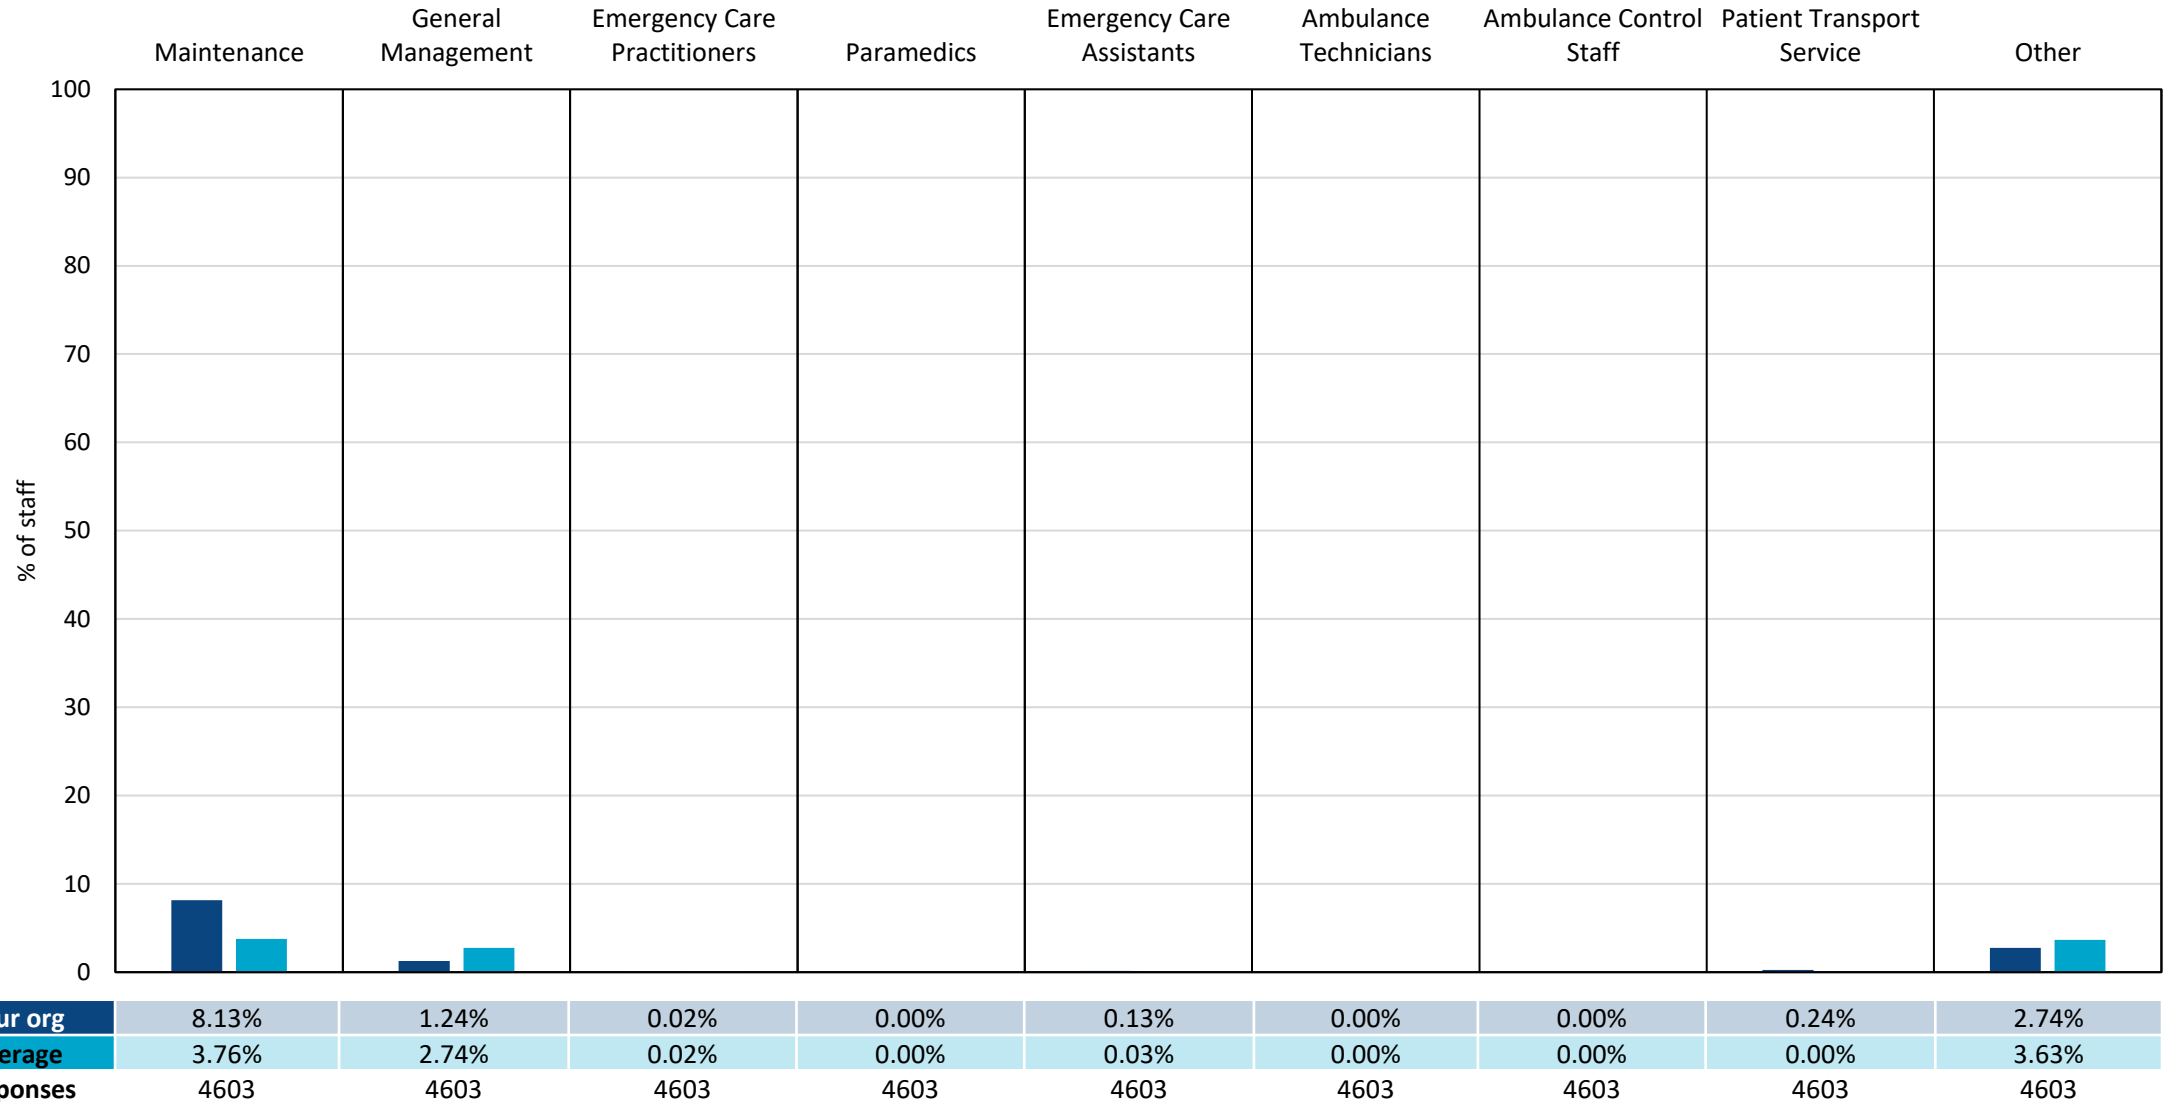 Maintenance
General
Management
Emergency Care
Practitioners
Paramedics
Emergency Care
Assistants
Ambulance
Technicians
Ambulance Control
Staff
Patient Transport
Service
Other
% of staff
100
90
80
70
60
50
40
30
20
10
0
ur org 8.13% 1.24% 0.02% 0.00% 0.13% 0.00% 0.00% 0.24% 2.74%
erage 3.76% 2.74% 0.02% 0.00% 0.03% 0.00% 0.00% 0.00% 3.63%
ponses 4603 4603 4603 4603 4603 4603 4603 4603 4603